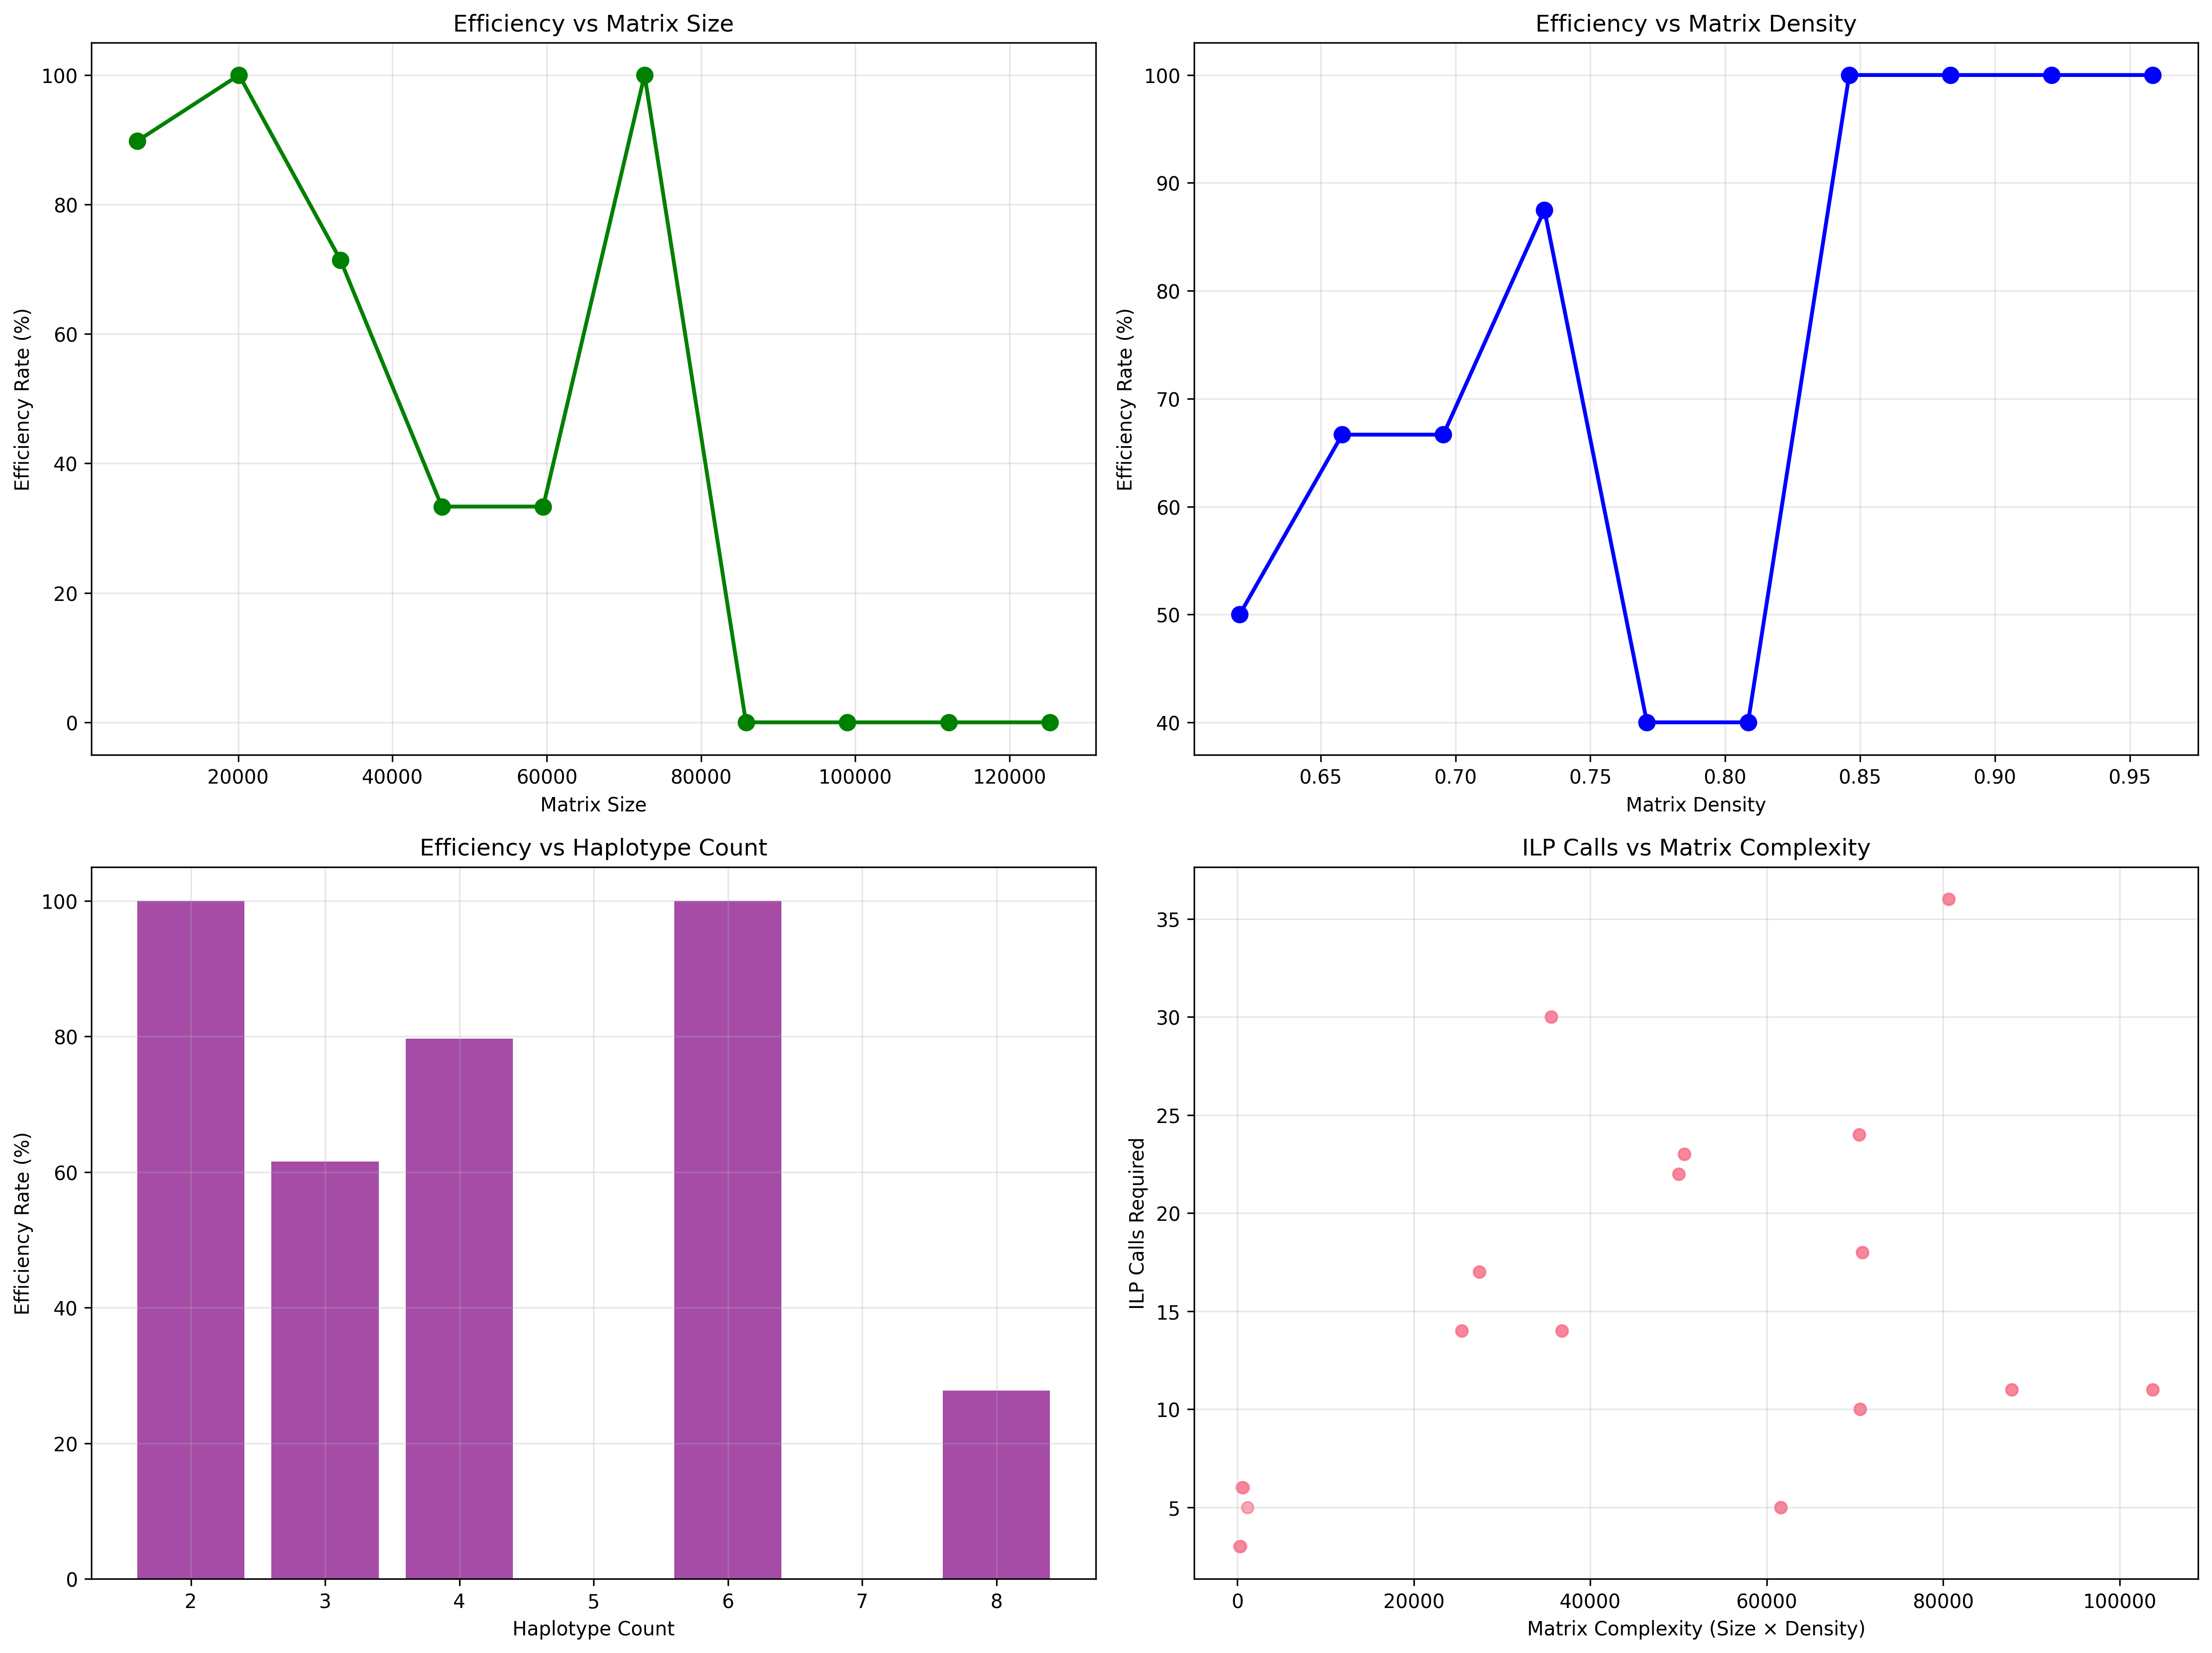 Efficiency vs Matrix Size
Efficiency Rate (%)
100
80
60
40
20
0
20000 40000 60000 80000 100000 120000
Matrix Size
Efficiency vs Matrix Density
Efficiency Rate (%)
100
90
80
70
60
50
40
0.65 0.70 0.75 0.80 0.85 0.90 0.95
Matrix Density
Efficiency vs Haplotype Count
Efficiency Rate (%)
100
80
60
40
20
0
2 3 4 5 6 7 8
Haplotype Count
ILP Calls vs Matrix Complexity
ILP Calls Required
35
30
25
20
15
10
5
0 20000 40000 60000 80000 100000
Matrix Complexity (Size × Density)